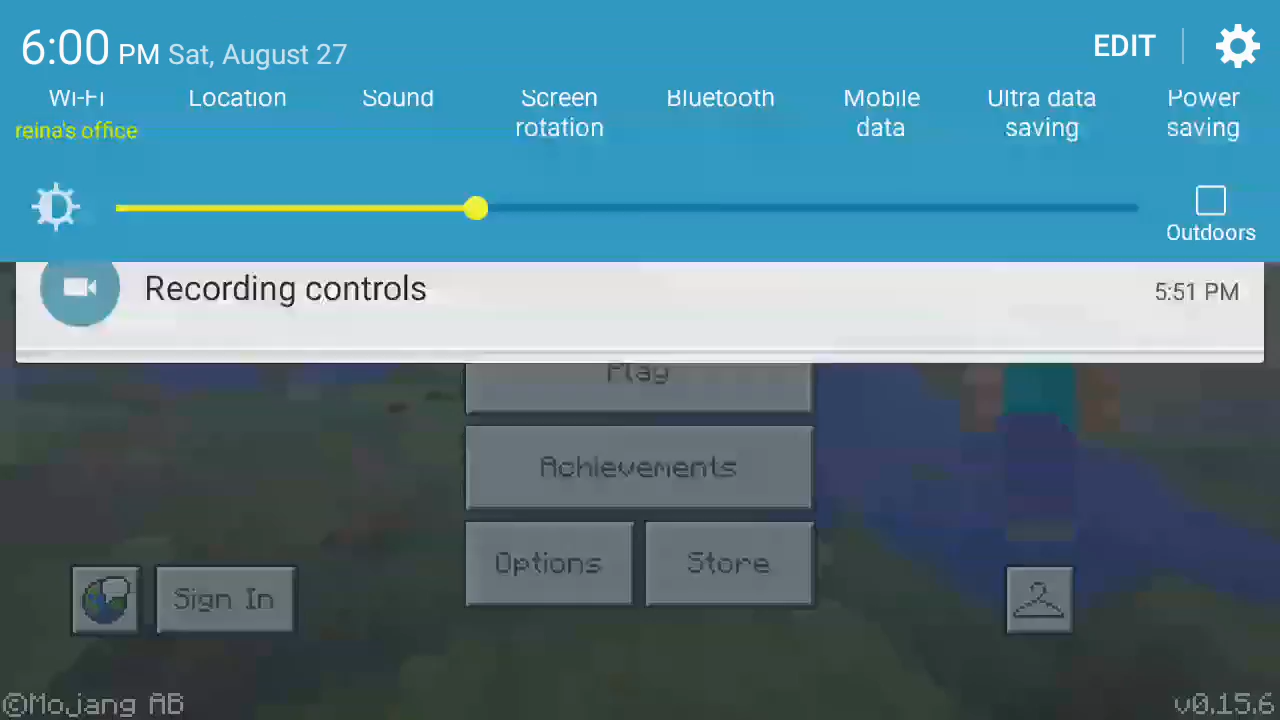 6:00 PM Sat, August 27
EDIT
Wi-Fi
Location
Sound
Screen
rotation
Bluetooth
Mobile
data
Ultra data
saving
Power
saving
reina's office
Outdoors
Recording controls
5:51 PM
Play
Achievements
Options
Store
Sign In
©Mojang AB
v0.15.6